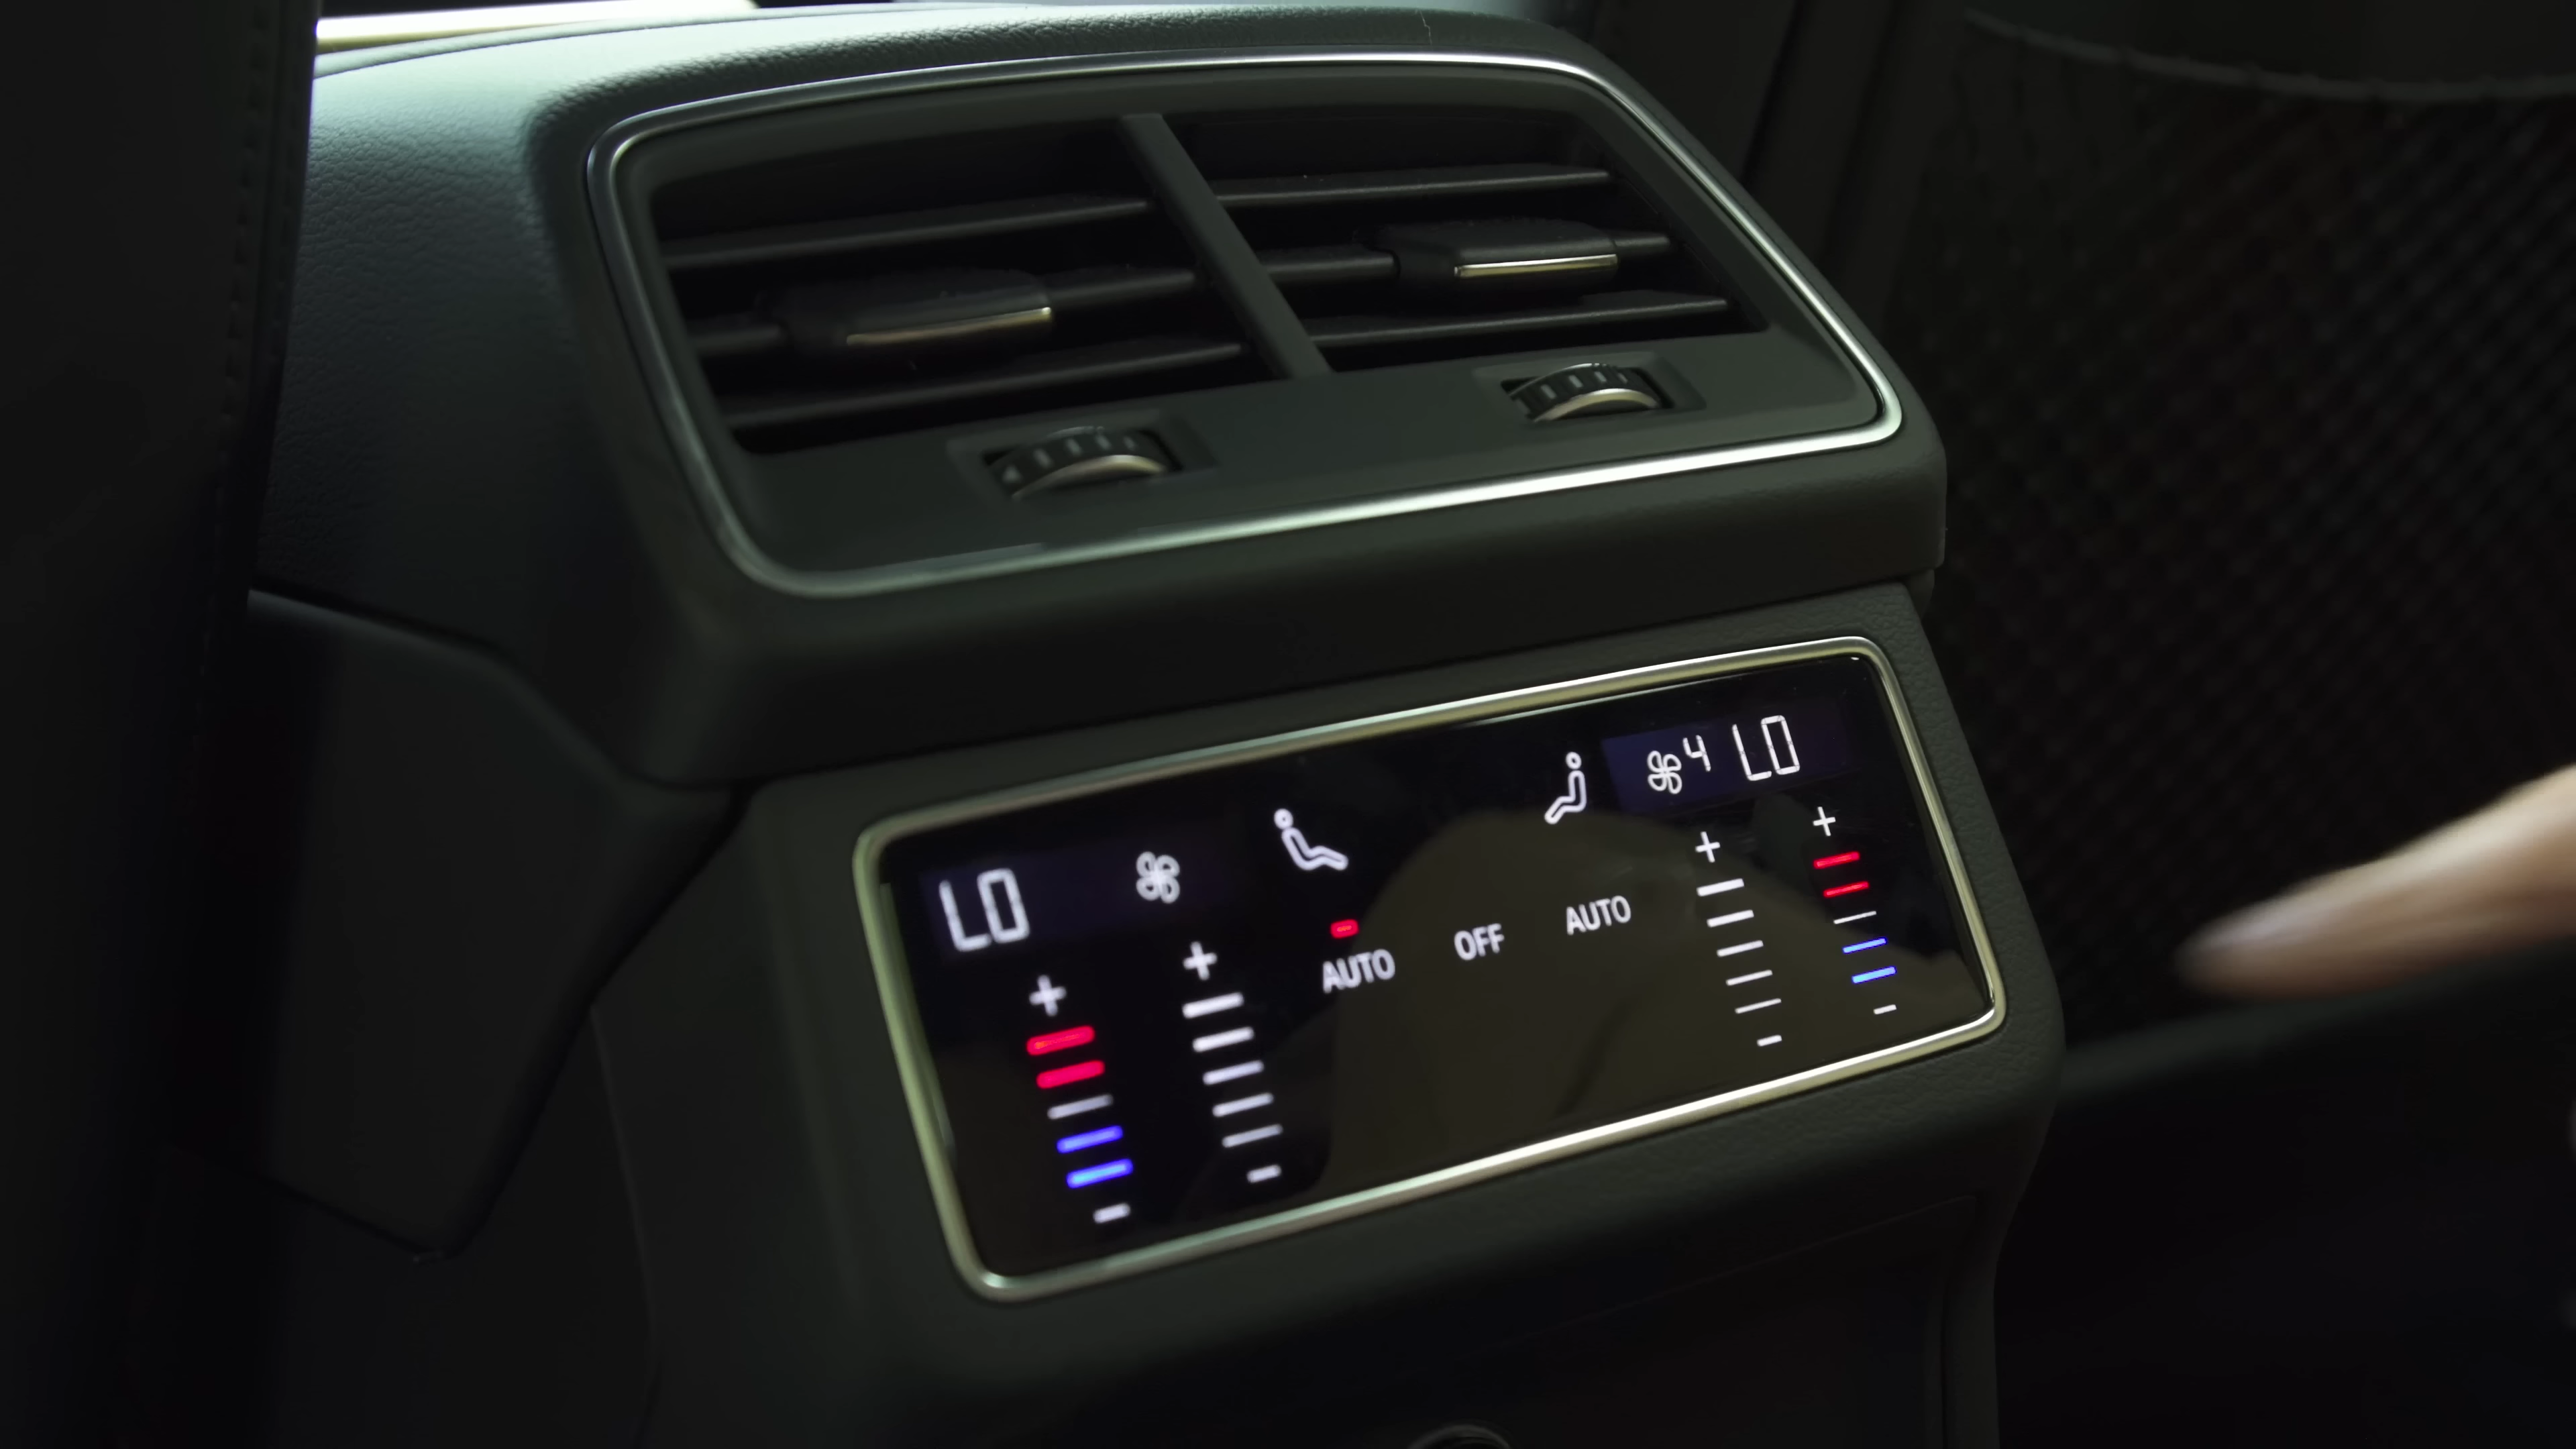 LO
4 LO
+ + + +
AUTO OFF AUTO
- - - -